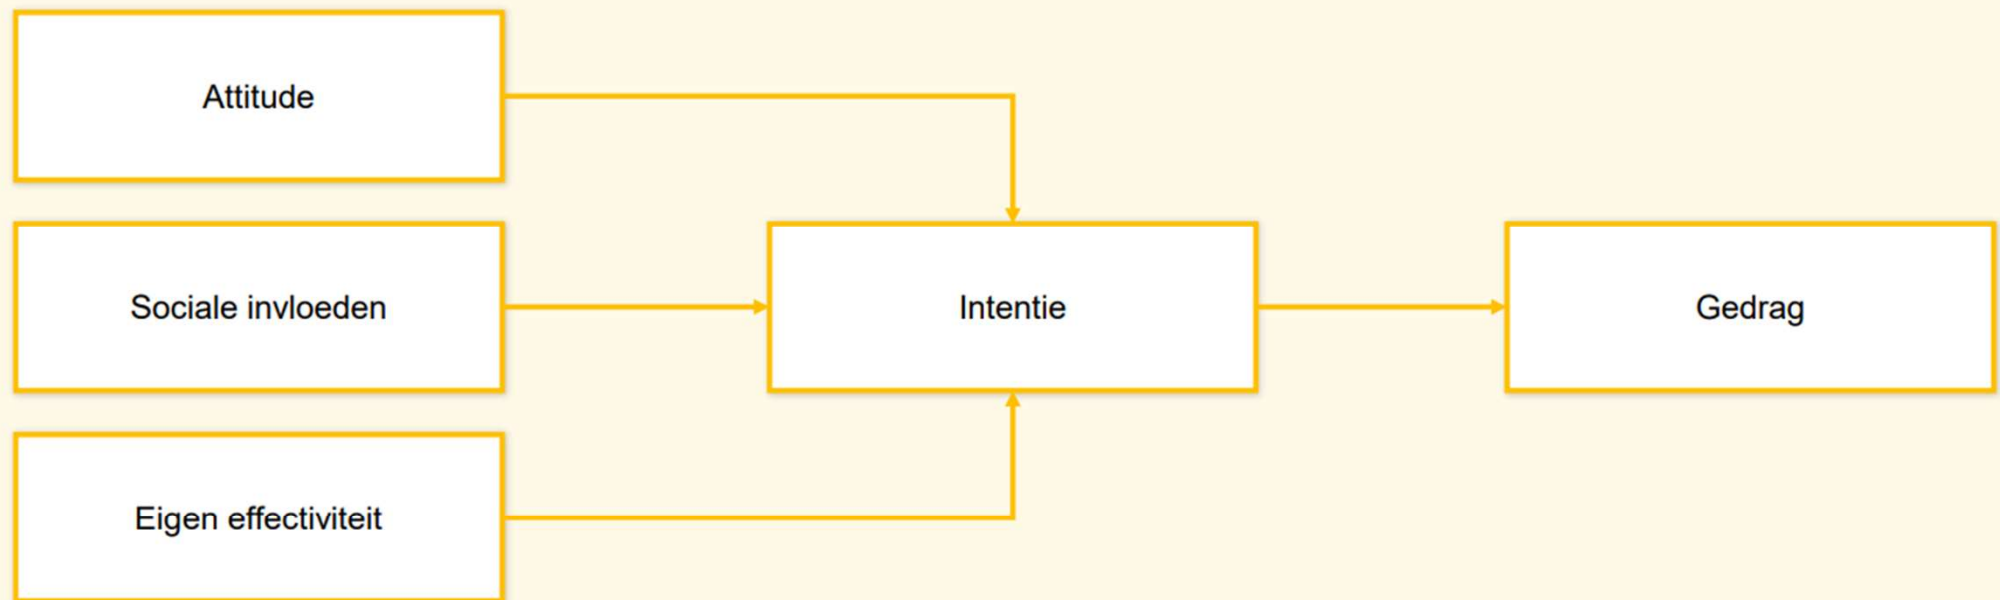 Attitude
Sociale invloeden
Intentie
Gedrag
Eigen effectiviteit